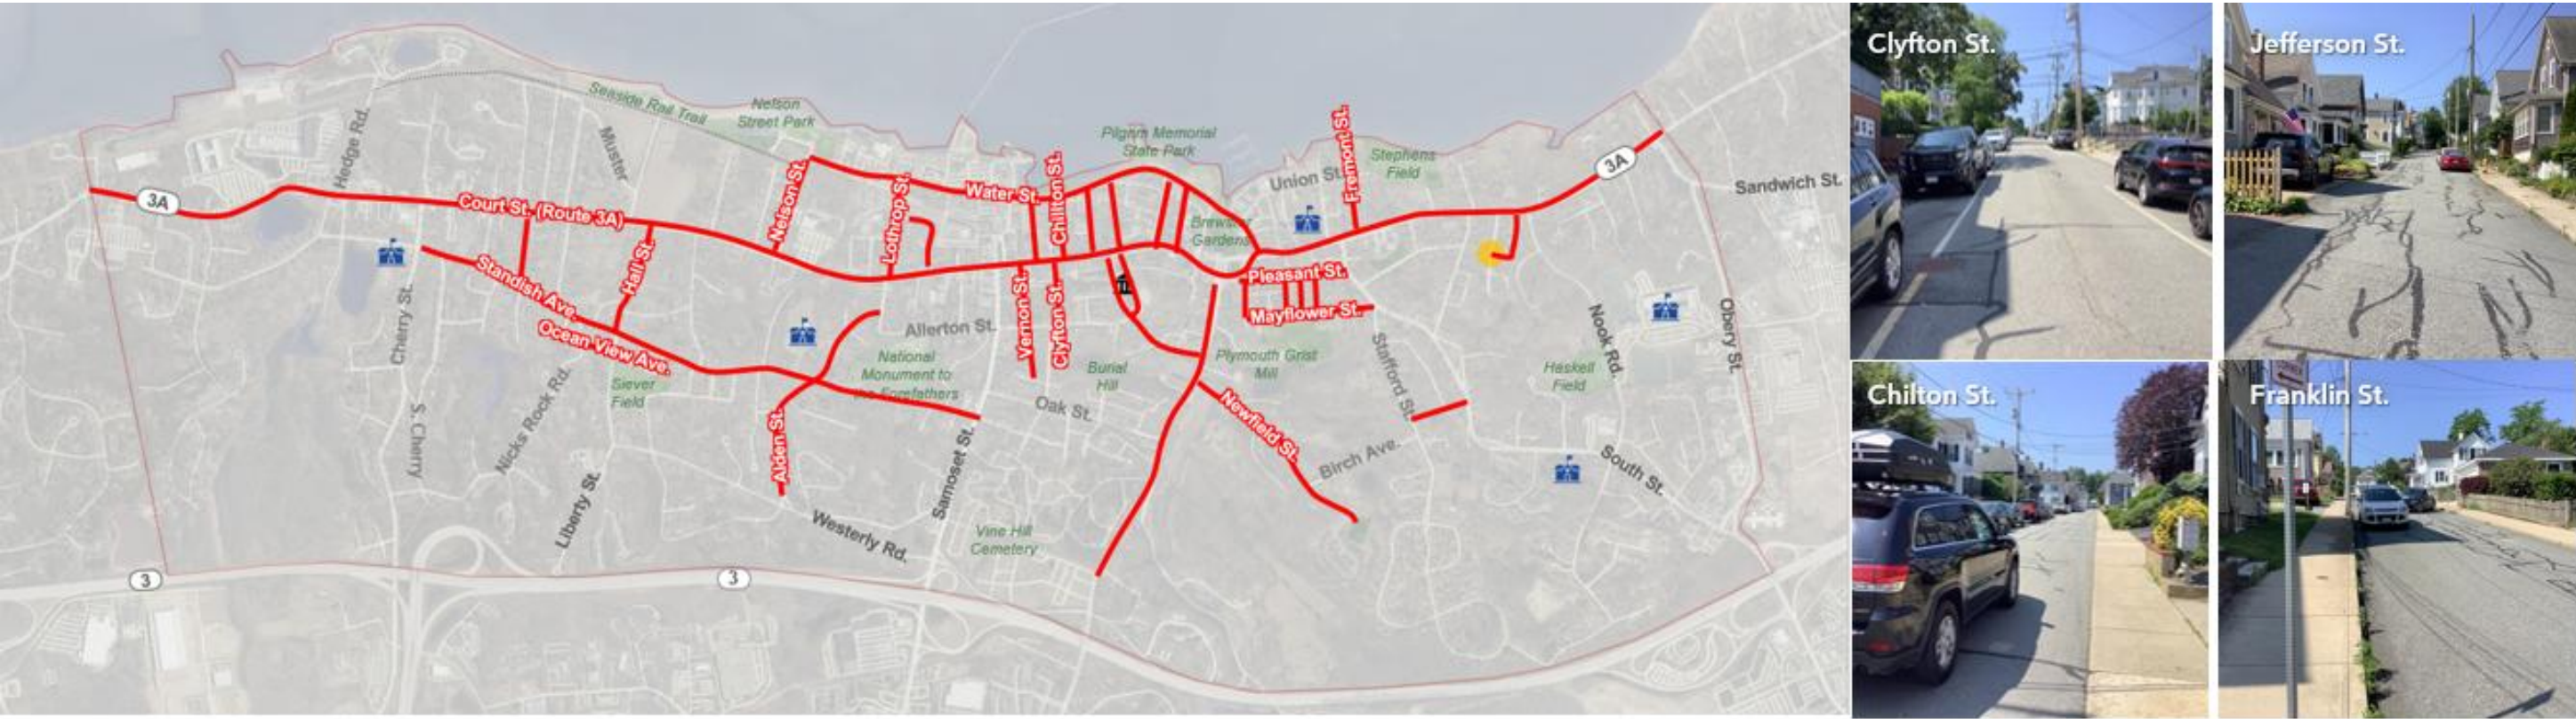 Seaside Rail Trail
Nelson
Street Park
Hedge Rd.
Muster
3A
Court St. (Route 3A)
Nelson St.
Lothrop St.
Water St.
Chillton St.
Pilgrim Memorial
State Park
Brewster
Gardens
Union St.
Fremont St.
Stephens
Field
3A
Sandwich St.
Standish Ave.
Hall St.
Ocean View Ave.
Cherry St.
S. Cherry
Nicks Rock Rd.
Siever
Field
Liberty St.
Alden St.
Allerton St.
National
Monument to
the Forefathers
Vernon St.
Clyfton St.
Burial
Hill
Oak St.
Samoset St.
Westerly Rd.
Vine Hill
Cemetery
Pleasant St.
Mayflower St.
Plymouth Grist
Mill
Newfield St.
Stafford St.
Birch Ave.
Haskell
Field
Nook Rd.
Obery St.
South St.
3
3
Clyfton St.
Jefferson St.
Chilton St.
Franklin St.